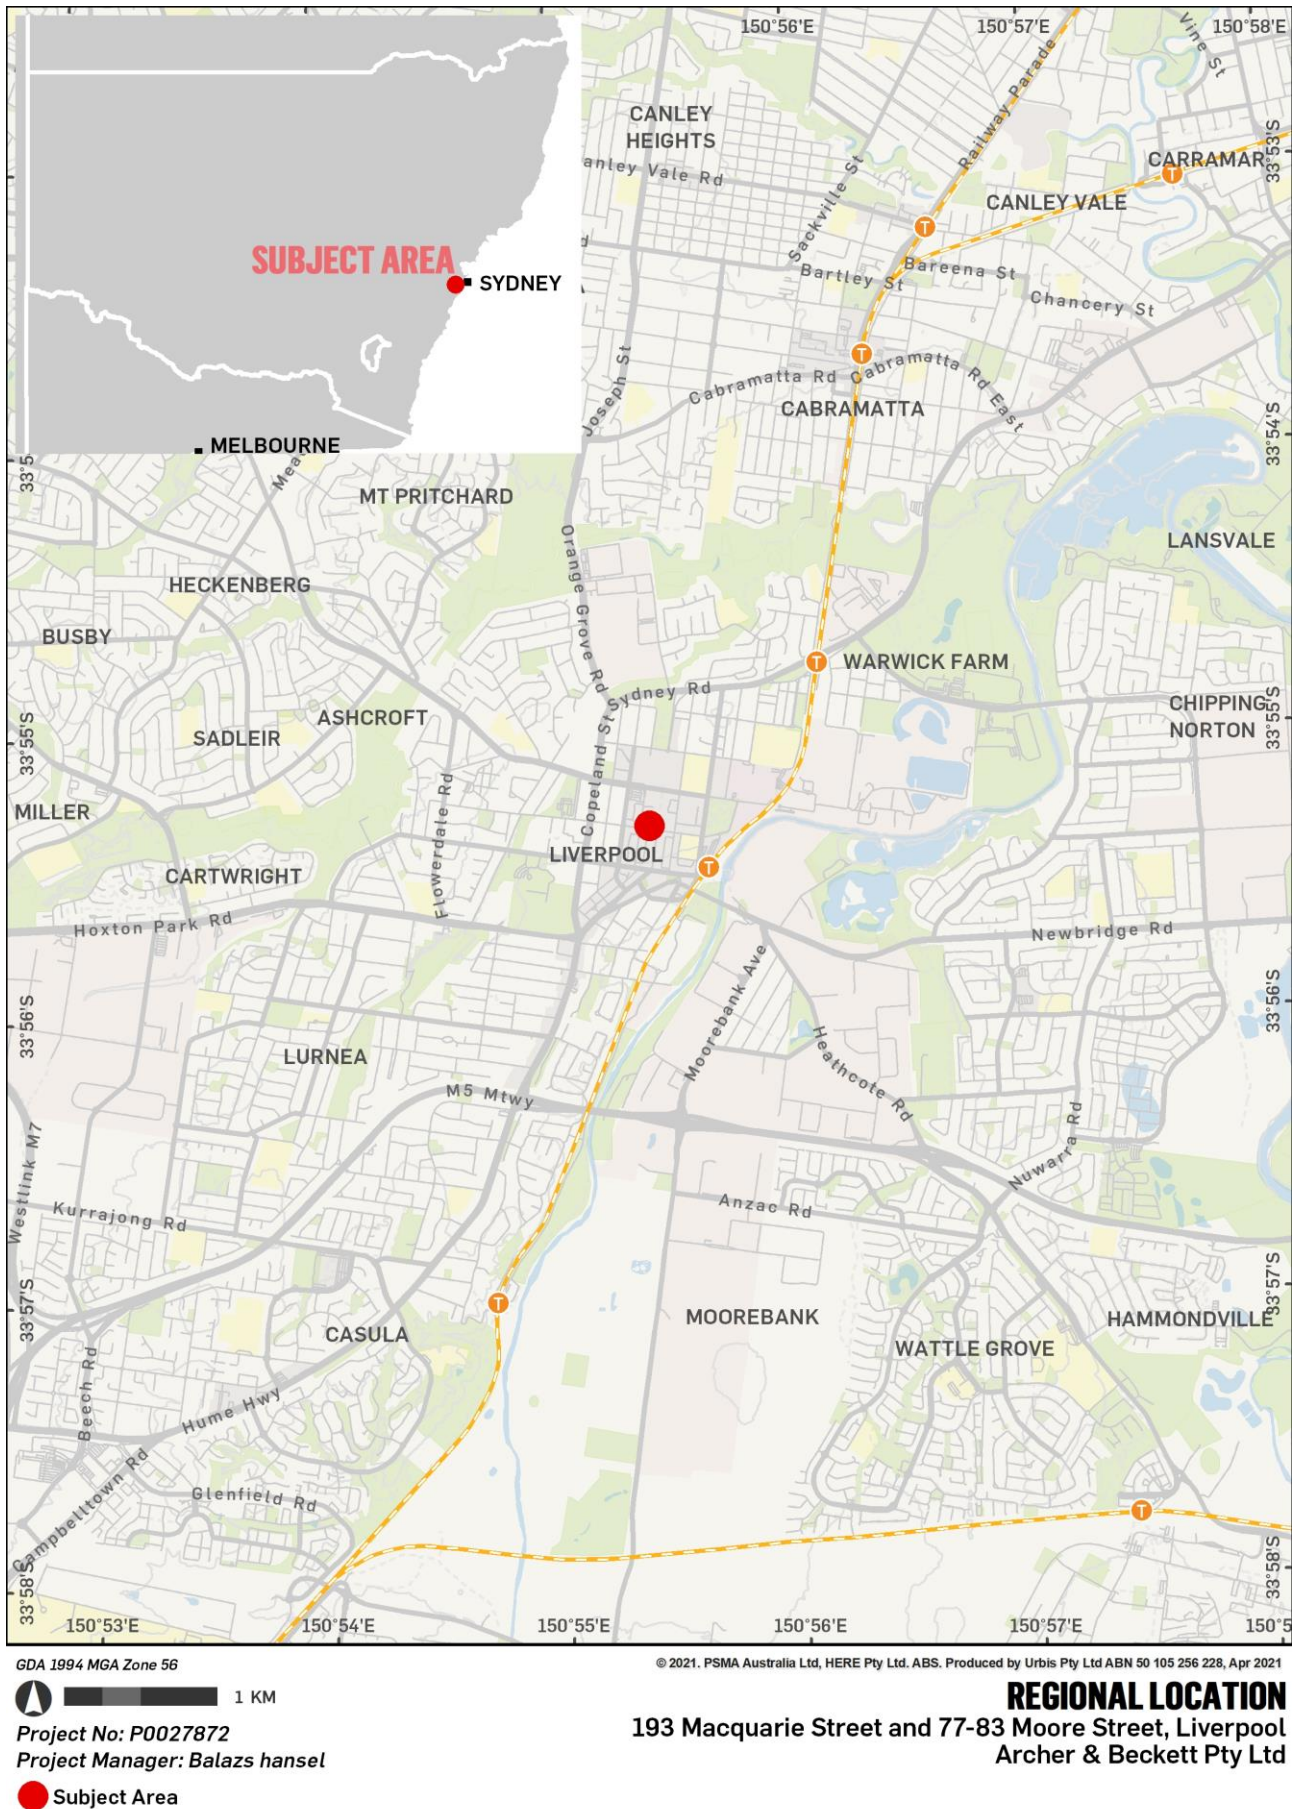 150°56'E
150°57'E
150°58'E
Vine St
Railway Parade
CANLEY
HEIGHTS
anley Vale Rd
Sackville St
CARRAMAR
33°53'S
CANLEY VALE
T
T
SUBJECT AREA
SYDNEY
d
Bartley St
Bareena St
Chancery St
T
Joseph St
Cabramatta Rd
Cabramatta Rd East
CABRAMATTA
33°54'S
MELBOURNE
33°5
Mea
MT PRITCHARD
Orange Grove Rd
LANSVALE
HECKENBERG
BUSBY
T
WARWICK FARM
Sydney Rd
ASHCROFT
SADLEIR
CHIPPING
NORTON
33°55'S
33°55'S
Copeland St
Flowerdale Rd
MILLER
LIVERPOOL
T
CARTWRIGHT
Hoxton Park Rd
Newbridge Rd
Moorebank Ave
33°56'S
33°56'S
Heathcote Rd
LURNEA
M5 Mtwy
Westlink M7
Nuwarra Rd
Kurrajong Rd
Anzac Rd
33°57'S
33°57'S
T
MOOREBANK
HAMMONDVILLE
CASULA
WATTLE GROVE
Beech Rd
Hume Hwy
Campbelltown Rd
Glenfield Rd
T
33°58'S
33°58'S
150°53'E
150°54'E
150°55'E
150°56'E
150°57'E
150°5
GDA 1994 MGA Zone 56
© 2021. PSMA Australia Ltd, HERE Pty Ltd. ABS. Produced by Urbis Pty Ltd ABN 50 105 256 228, Apr 2021
1 KM
REGIONAL LOCATION
Project No: P0027872
193 Macquarie Street and 77-83 Moore Street, Liverpool
Project Manager: Balazs hansel
Archer & Beckett Pty Ltd
Subject Area